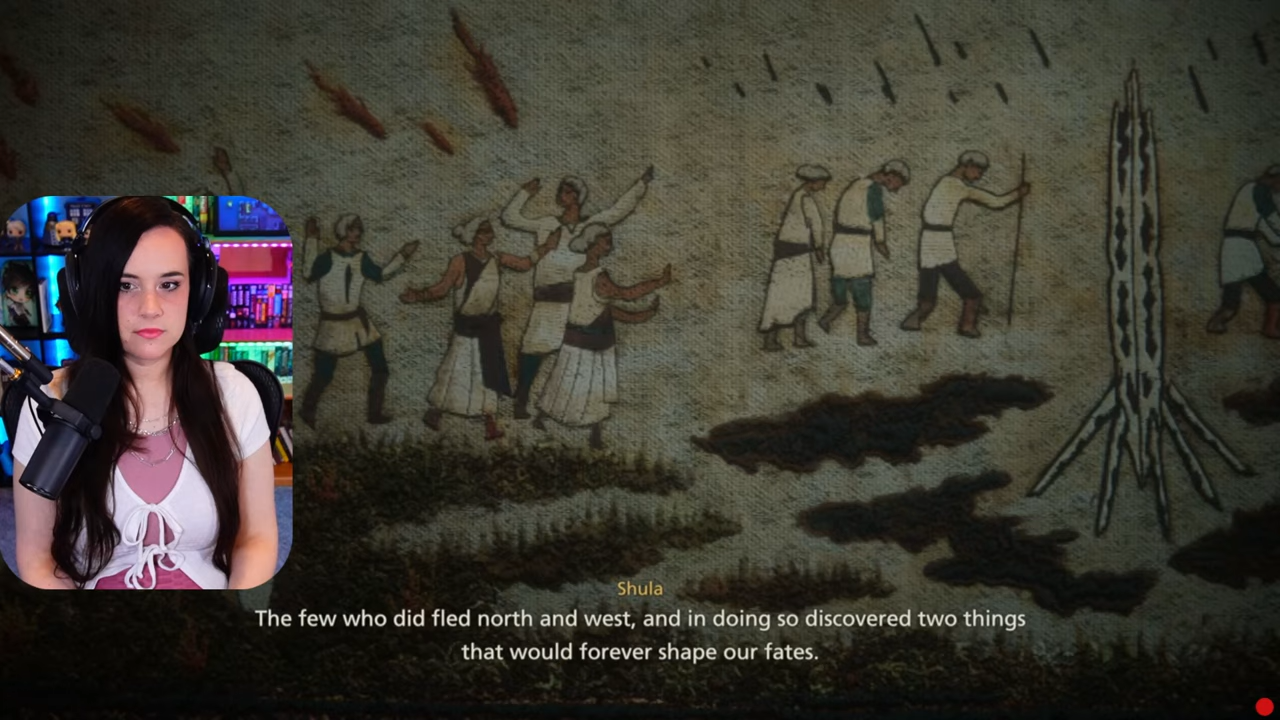 Shula
The few who did fled north and west, and in doing so discovered two things
that would forever shape our fates.